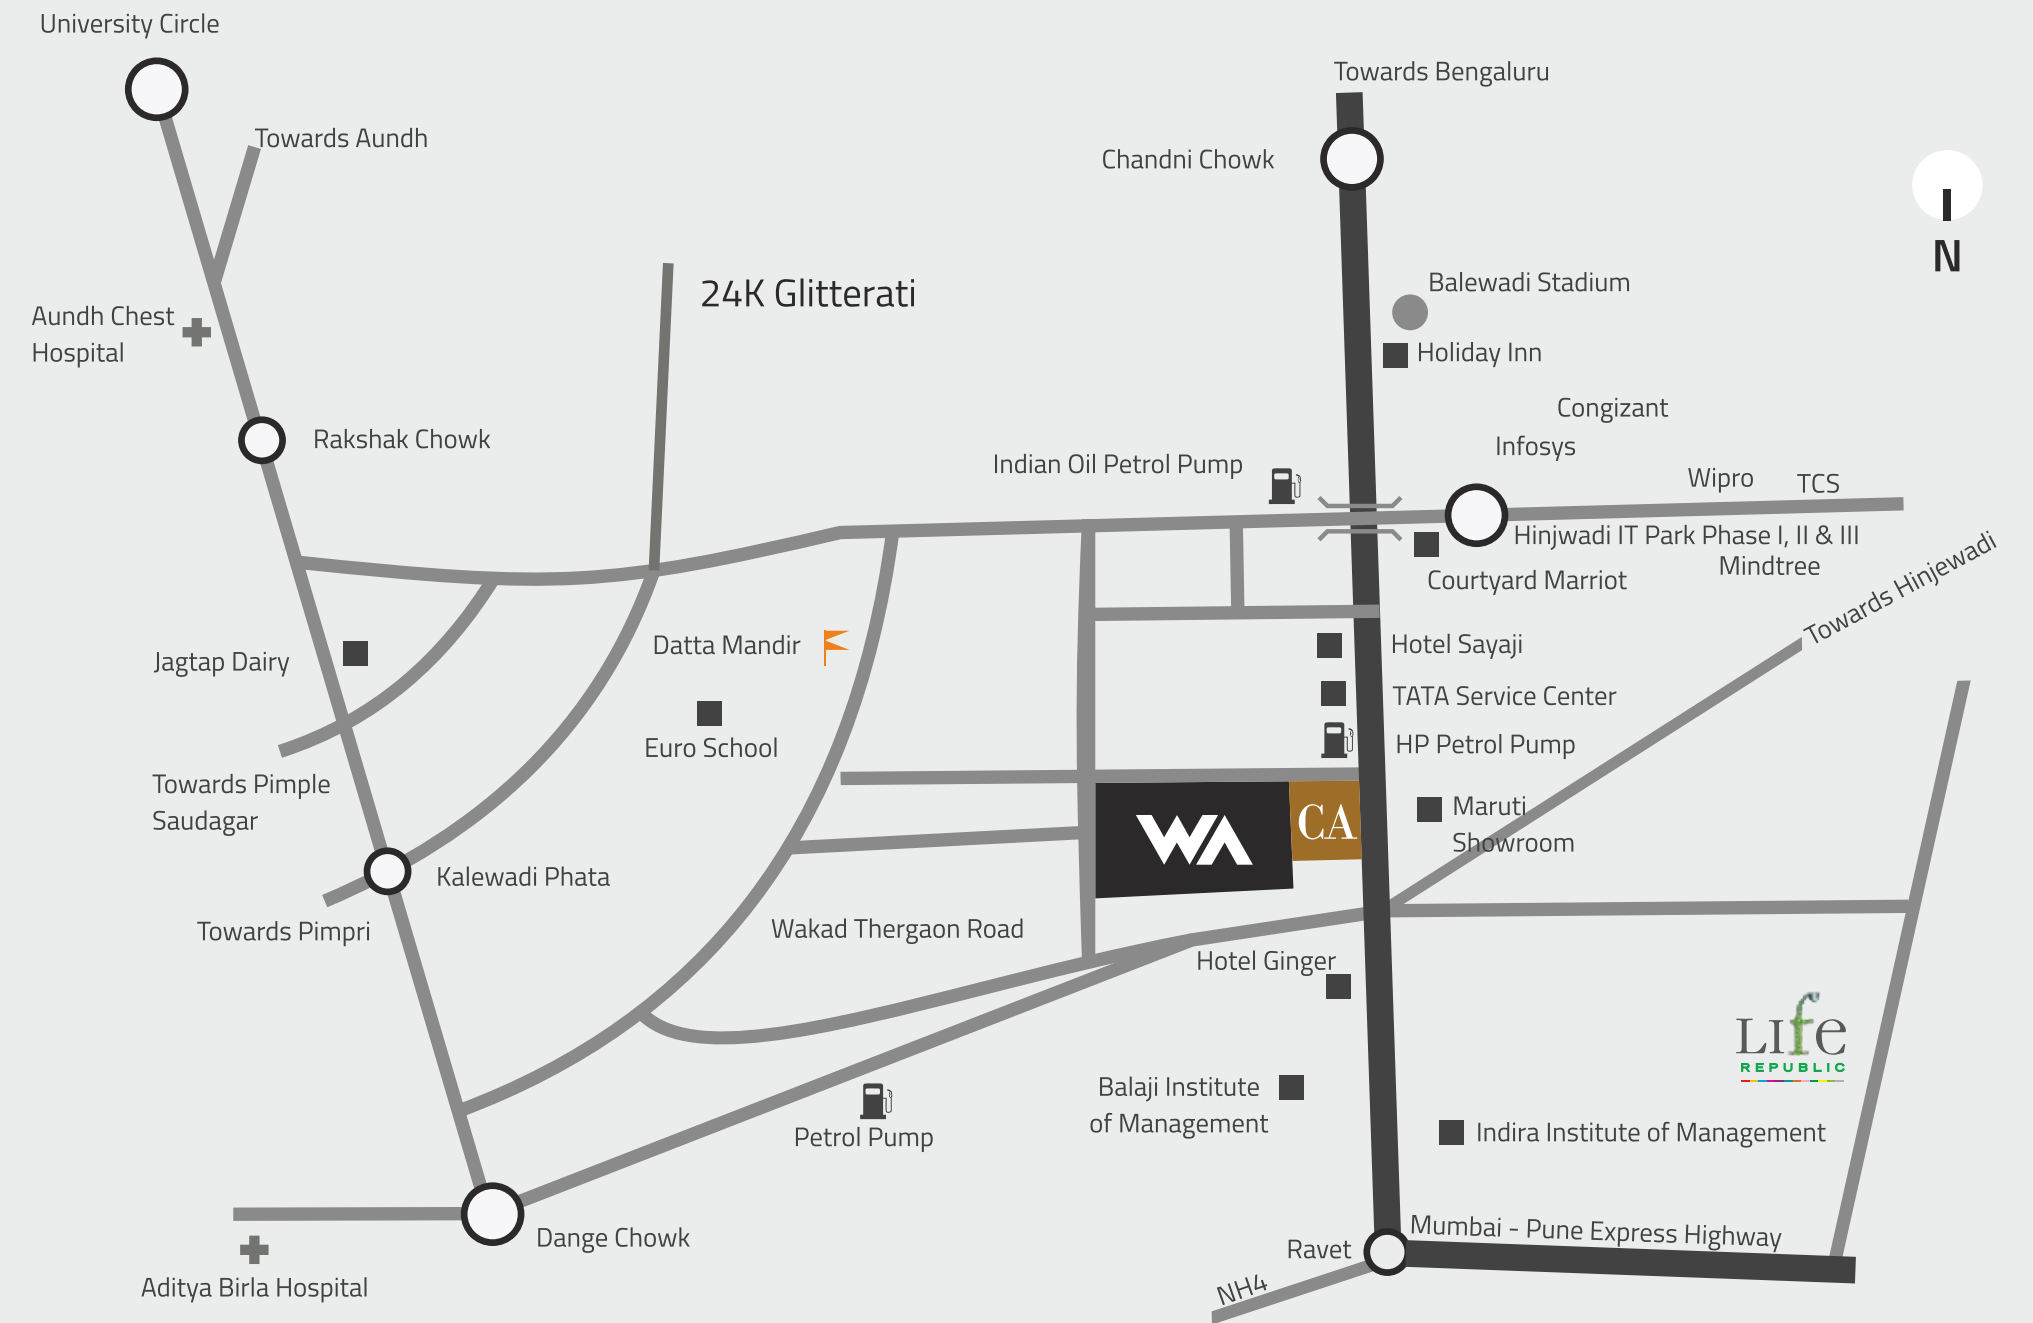 University Circle
Towards Bengaluru
Towards Aundh
Chandni Chowk
N
24K Glitterati
Balewadi Stadium
Aundh Chest
Hospital
Holiday Inn
Congizant
Rakshak Chowk
Infosys
Indian Oil Petrol Pump
Wipro
TCS
Hinjwadi IT Park Phase I, II & III
Mindtree
Courtyard Marriot
Towards Hinjewadi
Jagtap Dairy
Datta Mandir
Hotel Sayaji
TATA Service Center
Euro School
HP Petrol Pump
Towards Pimple
Saudagar
WA
CA
Maruti
Showroom
Kalewadi Phata
Towards Pimpri
Wakad Thergaon Road
Hotel Ginger
LIfe
REPUBLIC
Balaji Institute
of Management
Petrol Pump
Indira Institute of Management
Dange Chowk
Mumbai - Pune Express Highway
Ravet
NH4
Aditya Birla Hospital